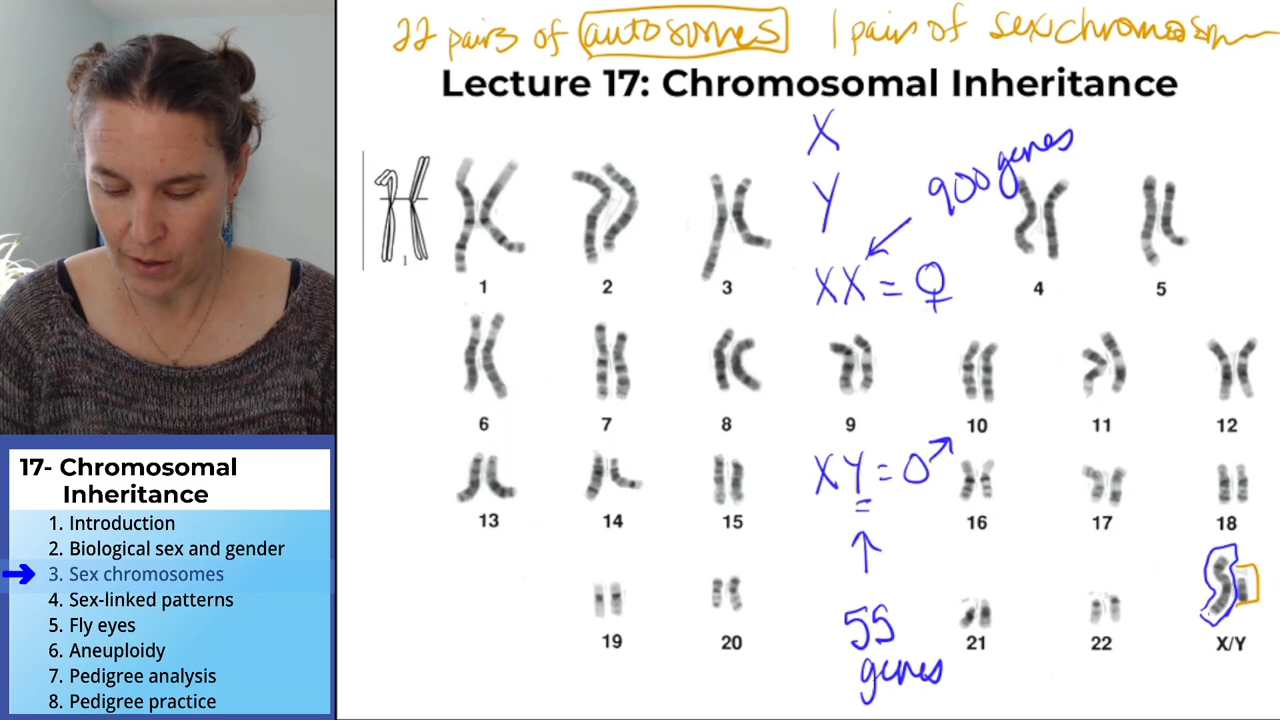 22 pairs of autosomes 1 pair of sex chromosom
Lecture 17: Chromosomal Inheritance
X
900 genes
Y
XX = ♀
1
1 2 3 4 5
6 7 8 9 10 11 12
XY = ♂
13 14 15 16 17 18
55
genes
19 20 21 22 X/Y
17- Chromosomal
Inheritance
1. Introduction
2. Biological sex and gender
3. Sex chromosomes
4. Sex-linked patterns
5. Fly eyes
6. Aneuploidy
7. Pedigree analysis
8. Pedigree practice